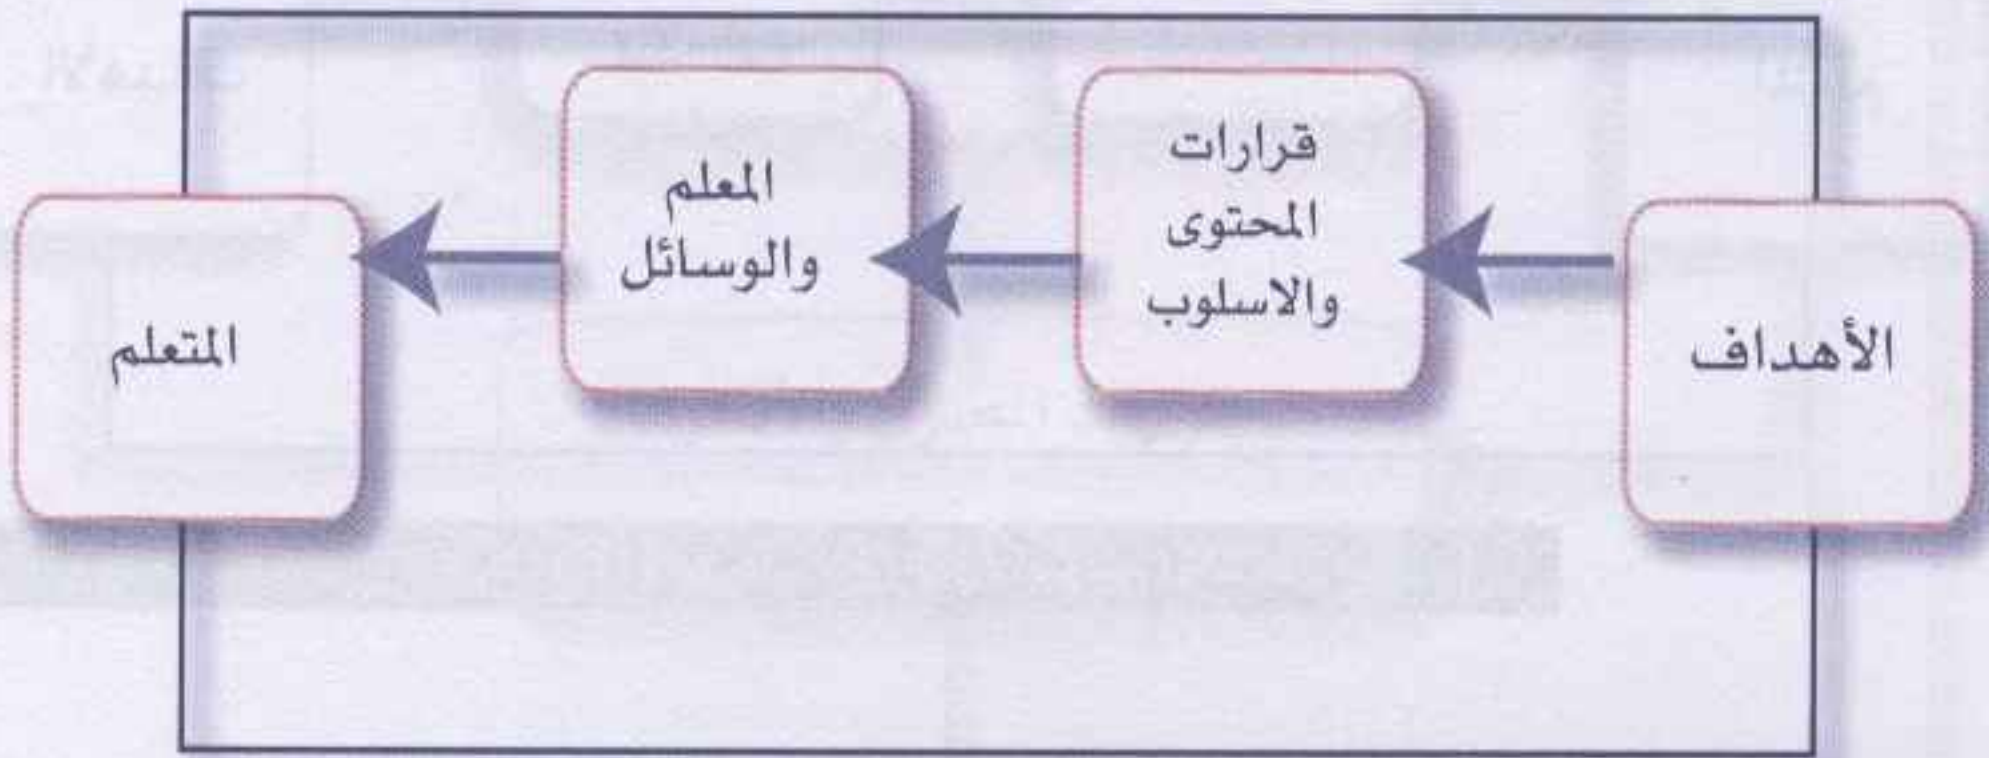 الأهداف
قرارات
المحتوى
والاسلوب
المعلم
والوسائل
المتعلم